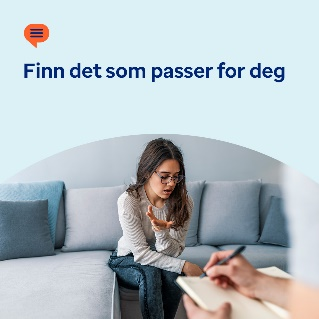 Finn det som passer for deg